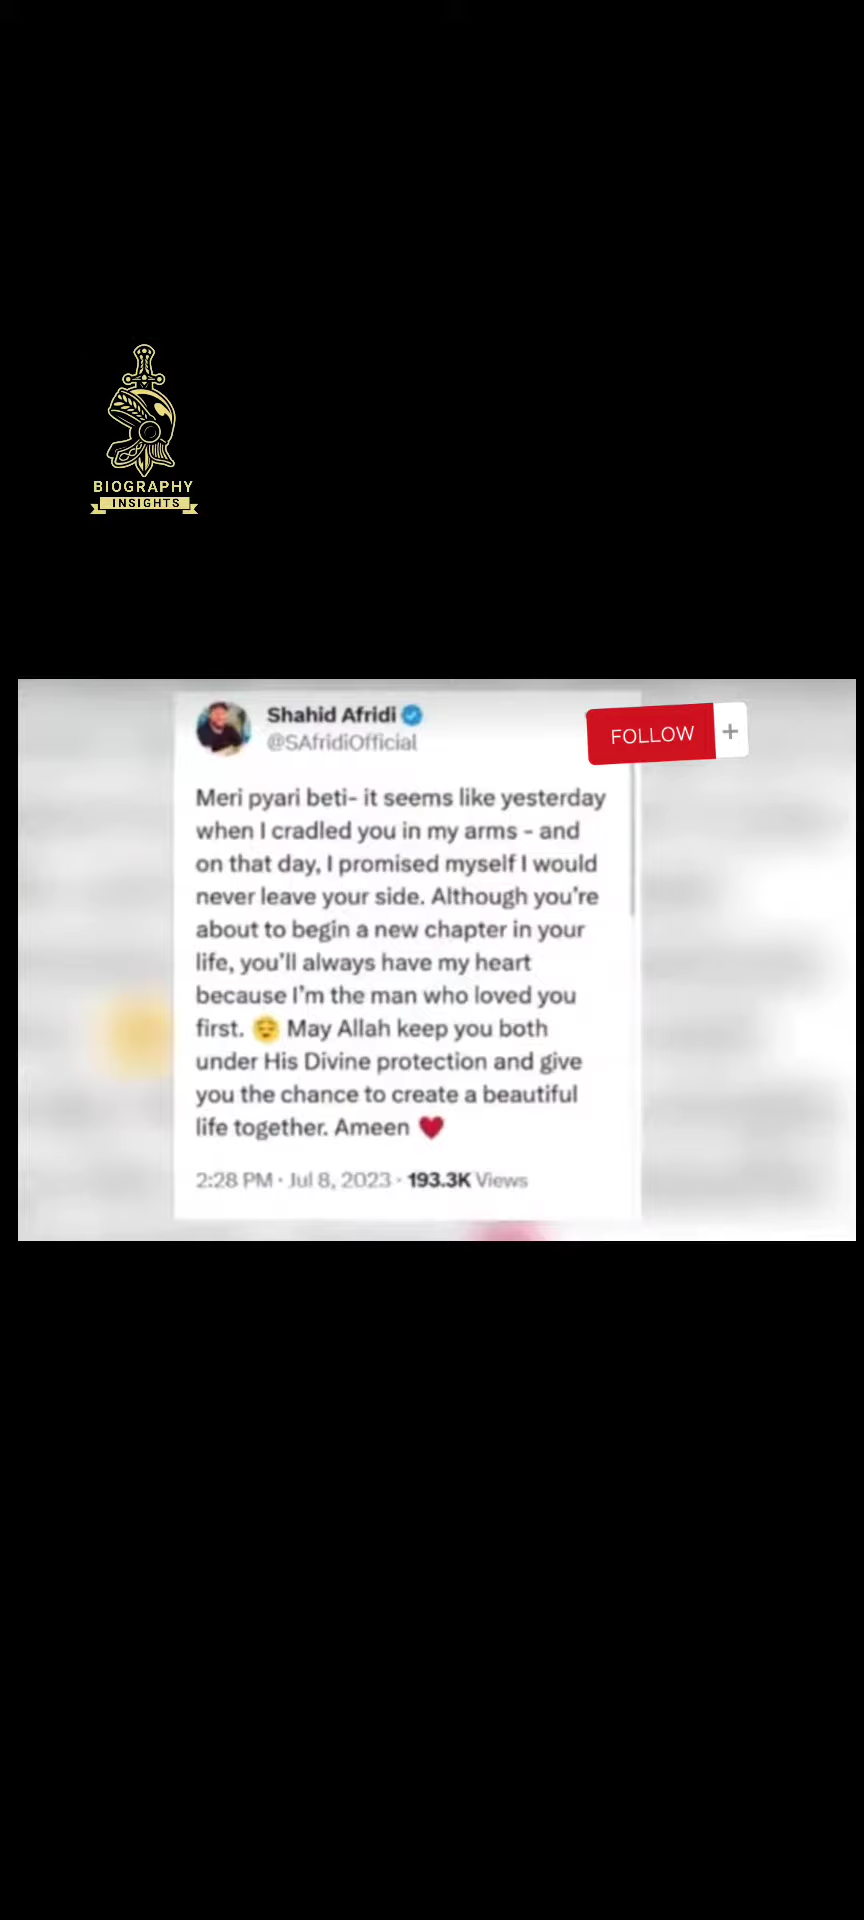 BIOGRAPHY
INSIGHTS
Shahid Afridi
@SAfridiOfficial
FOLLOW +
Meri pyari beti- it seems like yesterday
when I cradled you in my arms - and
on that day, I promised myself I would
never leave your side. Although you're
about to begin a new chapter in your
life, you'll always have my heart
because I'm the man who loved you
first. 😌 May Allah keep you both
under His Divine protection and give
you the chance to create a beautiful
life together. Ameen ♥
2:28 PM · Jul 8, 2023 · 193.3K Views